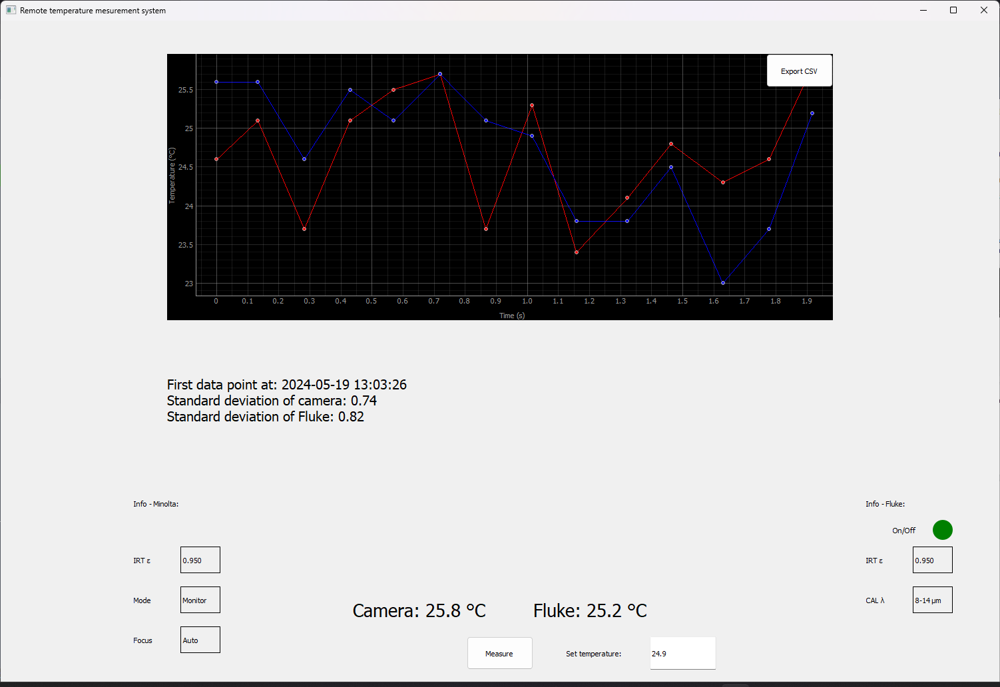 Remote temperature mesurement system
Export CSV
25.5
25
24.5
24
23.5
23
Temperature (°C)
0 0.1 0.2 0.3 0.4 0.5 0.6 0.7 0.8 0.9 1.0 1.1 1.2 1.3 1.4 1.5 1.6 1.7 1.8 1.9
Time (s)
First data point at: 2024-05-19 13:03:26
Standard deviation of camera: 0.74
Standard deviation of Fluke: 0.82
Info - Minolta:
IRT ε 0.950
Mode Monitor
Focus Auto
Camera: 25.8 °C Fluke: 25.2 °C
Measure Set temperature: 24.9
Info - Fluke:
On/Off
IRT ε 0.950
CAL λ 8-14 µm